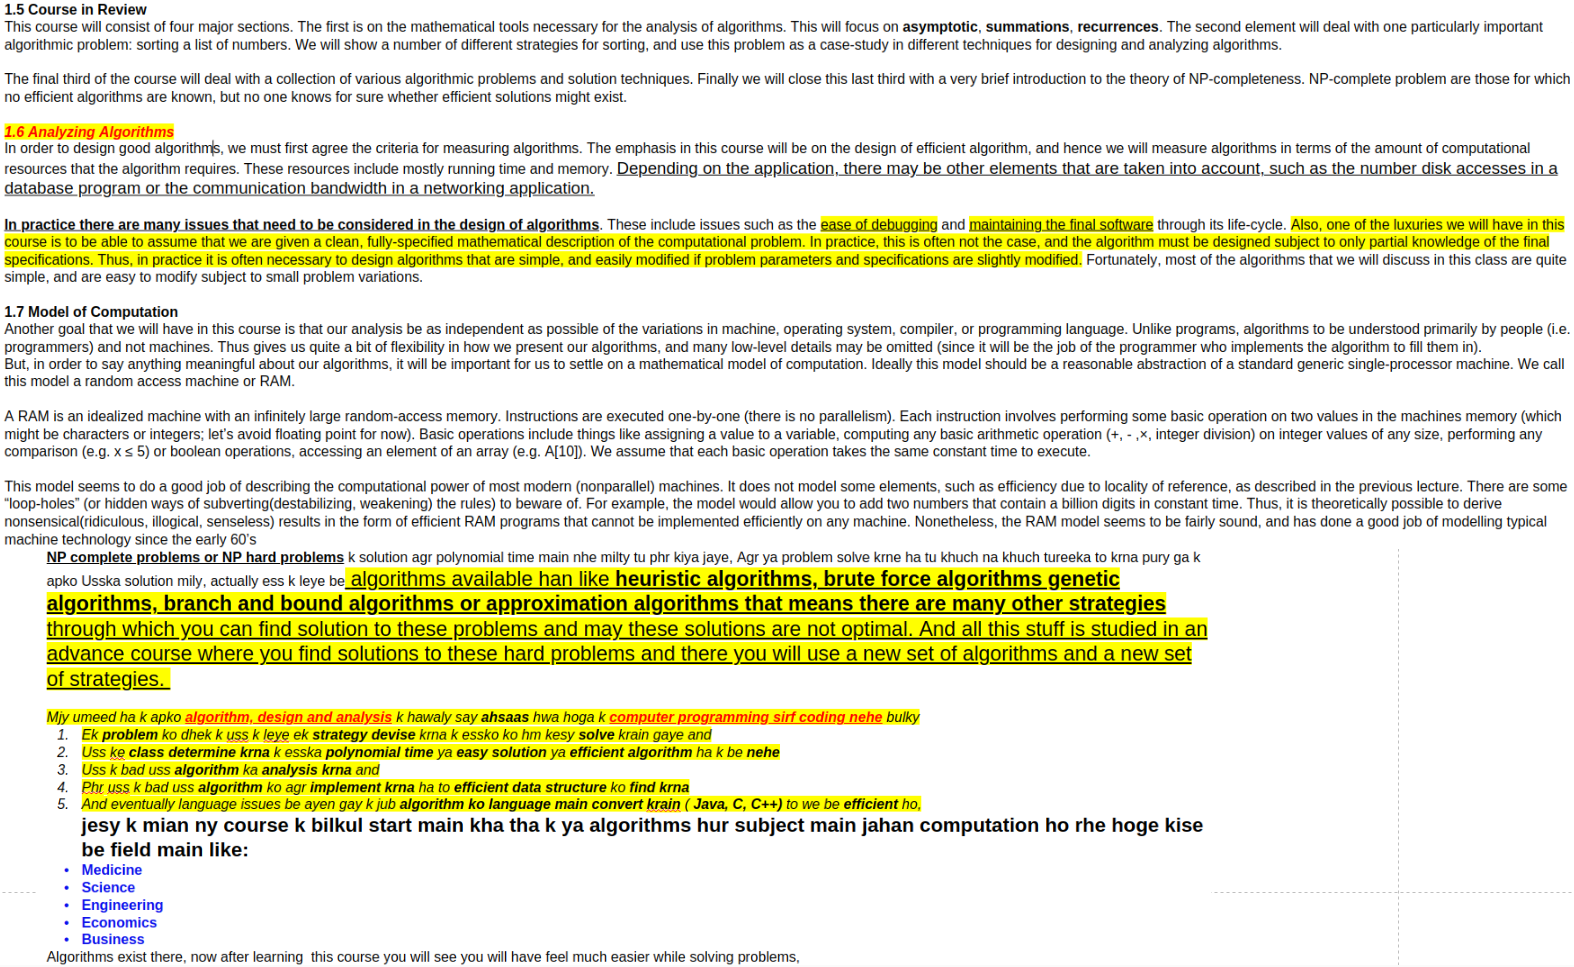 1.5 Course in Review
This course will consist of four major sections. The first is on the mathematical tools necessary for the analysis of algorithms. This will focus on asymptotic, summations, recurrences. The second element will deal with one particularly important
algorithmic problem: sorting a list of numbers. We will show a number of different strategies for sorting, and use this problem as a case-study in different techniques for designing and analyzing algorithms.
The final third of the course will deal with a collection of various algorithmic problems and solution techniques. Finally we will close this last third with a very brief introduction to the theory of NP-completeness. NP-complete problem are those for which
no efficient algorithms are known, but no one knows for sure whether efficient solutions might exist.
1.6 Analyzing Algorithms
In order to design good algorithms, we must first agree the criteria for measuring algorithms. The emphasis in this course will be on the design of efficient algorithm, and hence we will measure algorithms in terms of the amount of computational
resources that the algorithm requires. These resources include mostly running time and memory. Depending on the application, there may be other elements that are taken into account, such as the number disk accesses in a
database program or the communication bandwidth in a networking application.
In practice there are many issues that need to be considered in the design of algorithms. These include issues such as the ease of debugging and maintaining the final software through its life-cycle. Also, one of the luxuries we will have in this
course is to be able to assume that we are given a clean, fully-specified mathematical description of the computational problem. In practice, this is often not the case, and the algorithm must be designed subject to only partial knowledge of the final
specifications. Thus, in practice it is often necessary to design algorithms that are simple, and easily modified if problem parameters and specifications are slightly modified. Fortunately, most of the algorithms that we will discuss in this class are quite
simple, and are easy to modify subject to small problem variations.
1.7 Model of Computation
Another goal that we will have in this course is that our analysis be as independent as possible of the variations in machine, operating system, compiler, or programming language. Unlike programs, algorithms to be understood primarily by people (i.e.
programmers) and not machines. Thus gives us quite a bit of flexibility in how we present our algorithms, and many low-level details may be omitted (since it will be the job of the programmer who implements the algorithm to fill them in).
But, in order to say anything meaningful about our algorithms, it will be important for us to settle on a mathematical model of computation. Ideally this model should be a reasonable abstraction of a standard generic single-processor machine. We call
this model a random access machine or RAM.
A RAM is an idealized machine with an infinitely large random-access memory. Instructions are executed one-by-one (there is no parallelism). Each instruction involves performing some basic operation on two values in the machines memory (which
might be characters or integers; let’s avoid floating point for now). Basic operations include things like assigning a value to a variable, computing any basic arithmetic operation (+, - ,×, integer division) on integer values of any size, performing any
comparison (e.g. x ≤ 5) or boolean operations, accessing an element of an array (e.g. A[10]). We assume that each basic operation takes the same constant time to execute.
This model seems to do a good job of describing the computational power of most modern (nonparallel) machines. It does not model some elements, such as efficiency due to locality of reference, as described in the previous lecture. There are some
“loop-holes” (or hidden ways of subverting(destabilizing, weakening) the rules) to beware of. For example, the model would allow you to add two numbers that contain a billion digits in constant time. Thus, it is theoretically possible to derive
nonsensical(ridiculous, illogical, senseless) results in the form of efficient RAM programs that cannot be implemented efficiently on any machine. Nonetheless, the RAM model seems to be fairly sound, and has done a good job of modelling typical
machine technology since the early 60’s
NP complete problems or NP hard problems k solution agr polynomial time main nhe milty tu phr kiya jaye, Agr ya problem solve krne ha tu khuch na khuch tureeka to krna pury ga k
apko Usska solution mily, actually ess k leye be algorithms available han like heuristic algorithms, brute force algorithms genetic
algorithms, branch and bound algorithms or approximation algorithms that means there are many other strategies
through which you can find solution to these problems and may these solutions are not optimal. And all this stuff is studied in an
advance course where you find solutions to these hard problems and there you will use a new set of algorithms and a new set
of strategies.
Mjy umeed ha k apko algorithm, design and analysis k hawaly say ahsaas hwa hoga k computer programming sirf coding nehe bulky
1. Ek problem ko dhek k uss k leye ek strategy devise krna k essko ko hm kesy solve krain gaye and
2. Uss ke class determine krna k esska polynomial time ya easy solution ya efficient algorithm ha k be nehe
3. Uss k bad uss algorithm ka analysis krna and
4. Phr uss k bad uss algorithm ko agr implement krna ha to efficient data structure ko find krna
5. And eventually language issues be ayen gay k jub algorithm ko language main convert krain ( Java, C, C++) to we be efficient ho,
jesy k mian ny course k bilkul start main kha tha k ya algorithms hur subject main jahan computation ho rhe hoge kise
be field main like:
• Medicine
• Science
• Engineering
• Economics
• Business
Algorithms exist there, now after learning  this course you will see you will have feel much easier while solving problems,